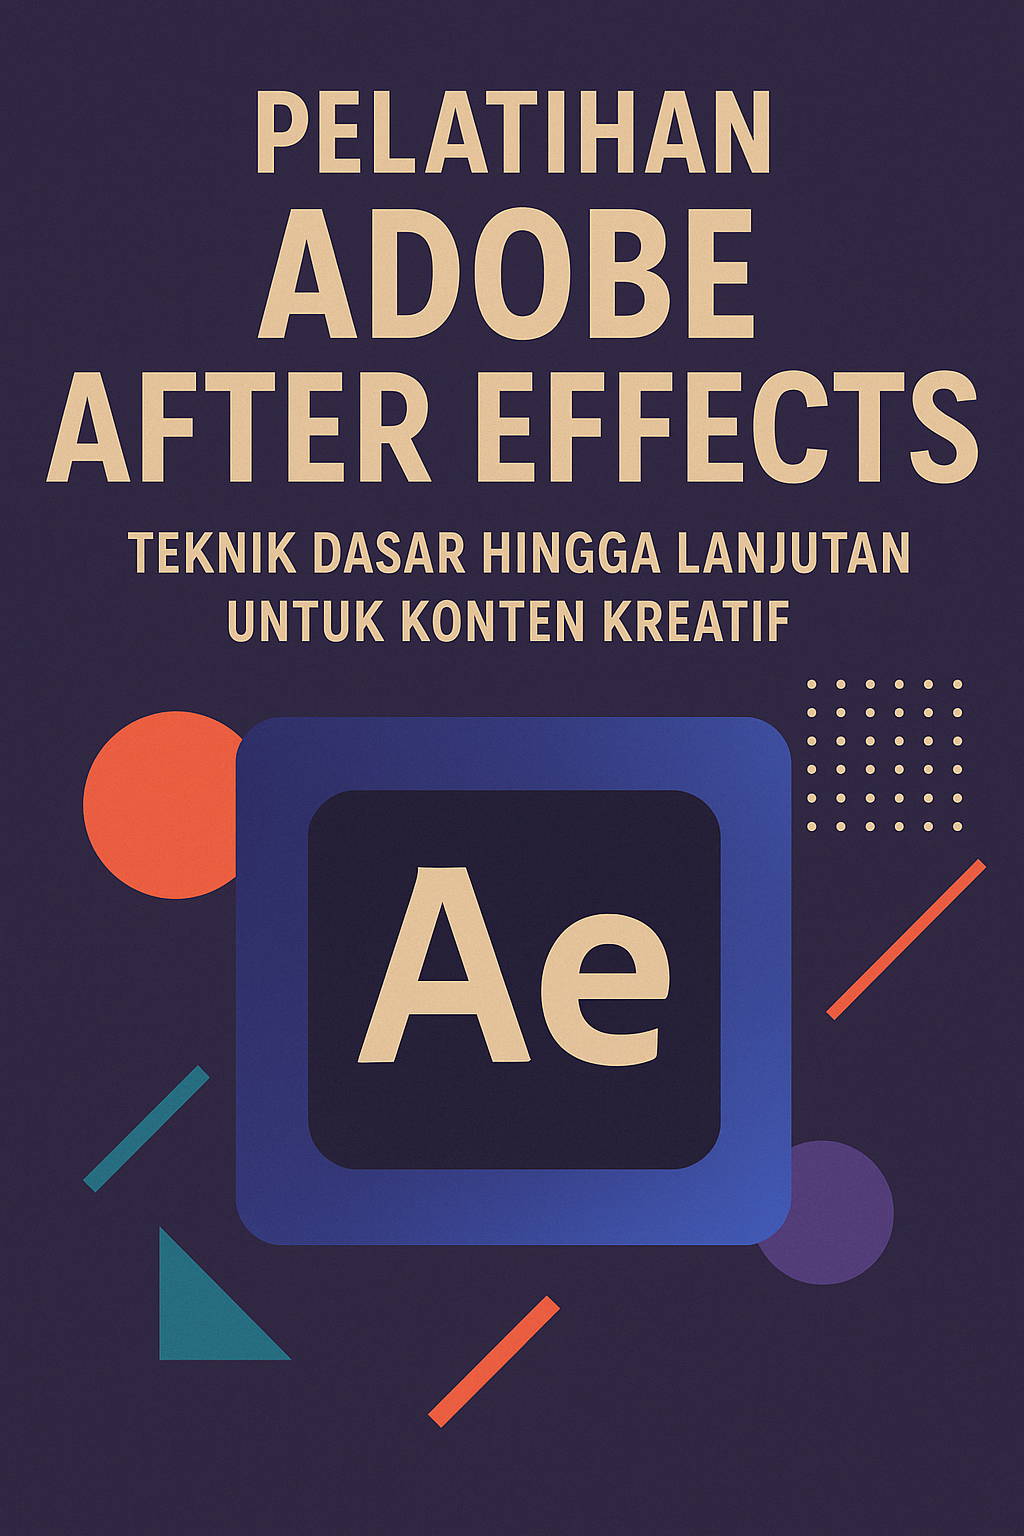 PELATIHAN
ADOBE
AFTER EFFECTS
TEKNIK DASAR HINGGA LANJUTAN
UNTUK KONTEN KREATIF
Ae